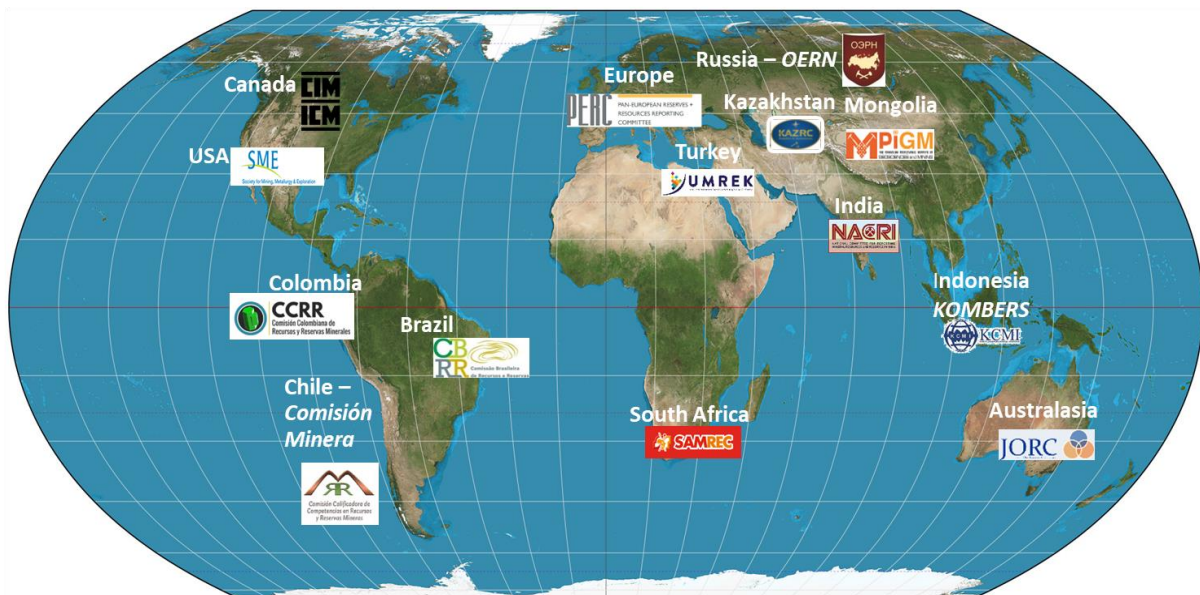 Canada
CIM
ICM
USA
SME
Society for Mining, Metallurgy & Exploration
Europe
PERC
PAN-EUROPEAN RESERVES +
RESOURCES REPORTING
COMMITTEE
Russia – OERN
ОЭРН
Kazakhstan
KAZRC
Mongolia
MPiGM
Turkey
UMREK
India
NACRI
Colombia
CCRR
Comisión Colombiana de
Recursos y Reservas Minerales
Brazil
CB
RR
Comissão Brasileira
de Recursos e Reservas
Chile –
Comisión
Minera
Comisión Calificadora de
Competencias en Recursos
y Reservas Mineras
South Africa
SAMREC
Indonesia
KOMBERS
KCMI
Australasia
JORC